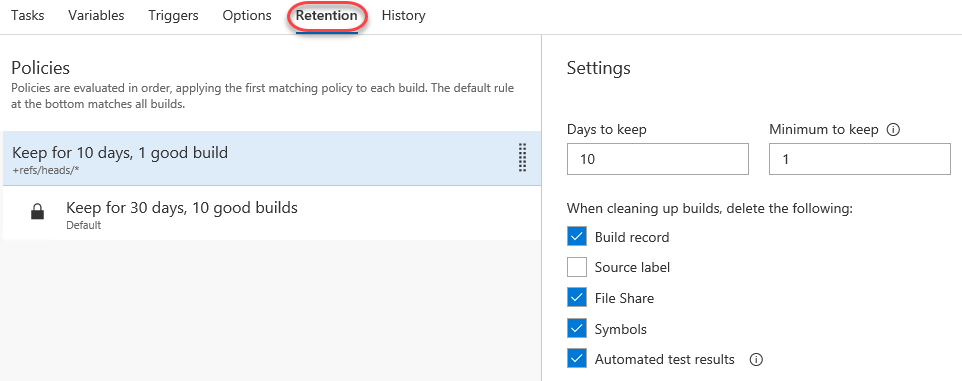 Tasks Variables Triggers Options Retention History
Policies
Policies are evaluated in order, applying the first matching policy to each build. The default rule
at the bottom matches all builds.
Keep for 10 days, 1 good build
+refs/heads/*
Keep for 30 days, 10 good builds
Default
Settings
Days to keep Minimum to keep
10 1
When cleaning up builds, delete the following:
Build record
Source label
File Share
Symbols
Automated test results